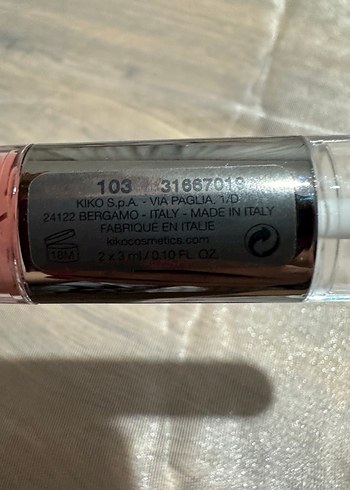 103 31667019
KIKO S.p.A. - VIA PAGLIA, 1/D
24122 BERGAMO - ITALY - MADE IN ITALY
FABRIQUÉ EN ITALIE
kikocosmetics.com
18M
2 x 3 ml / 0.10 FL. OZ.